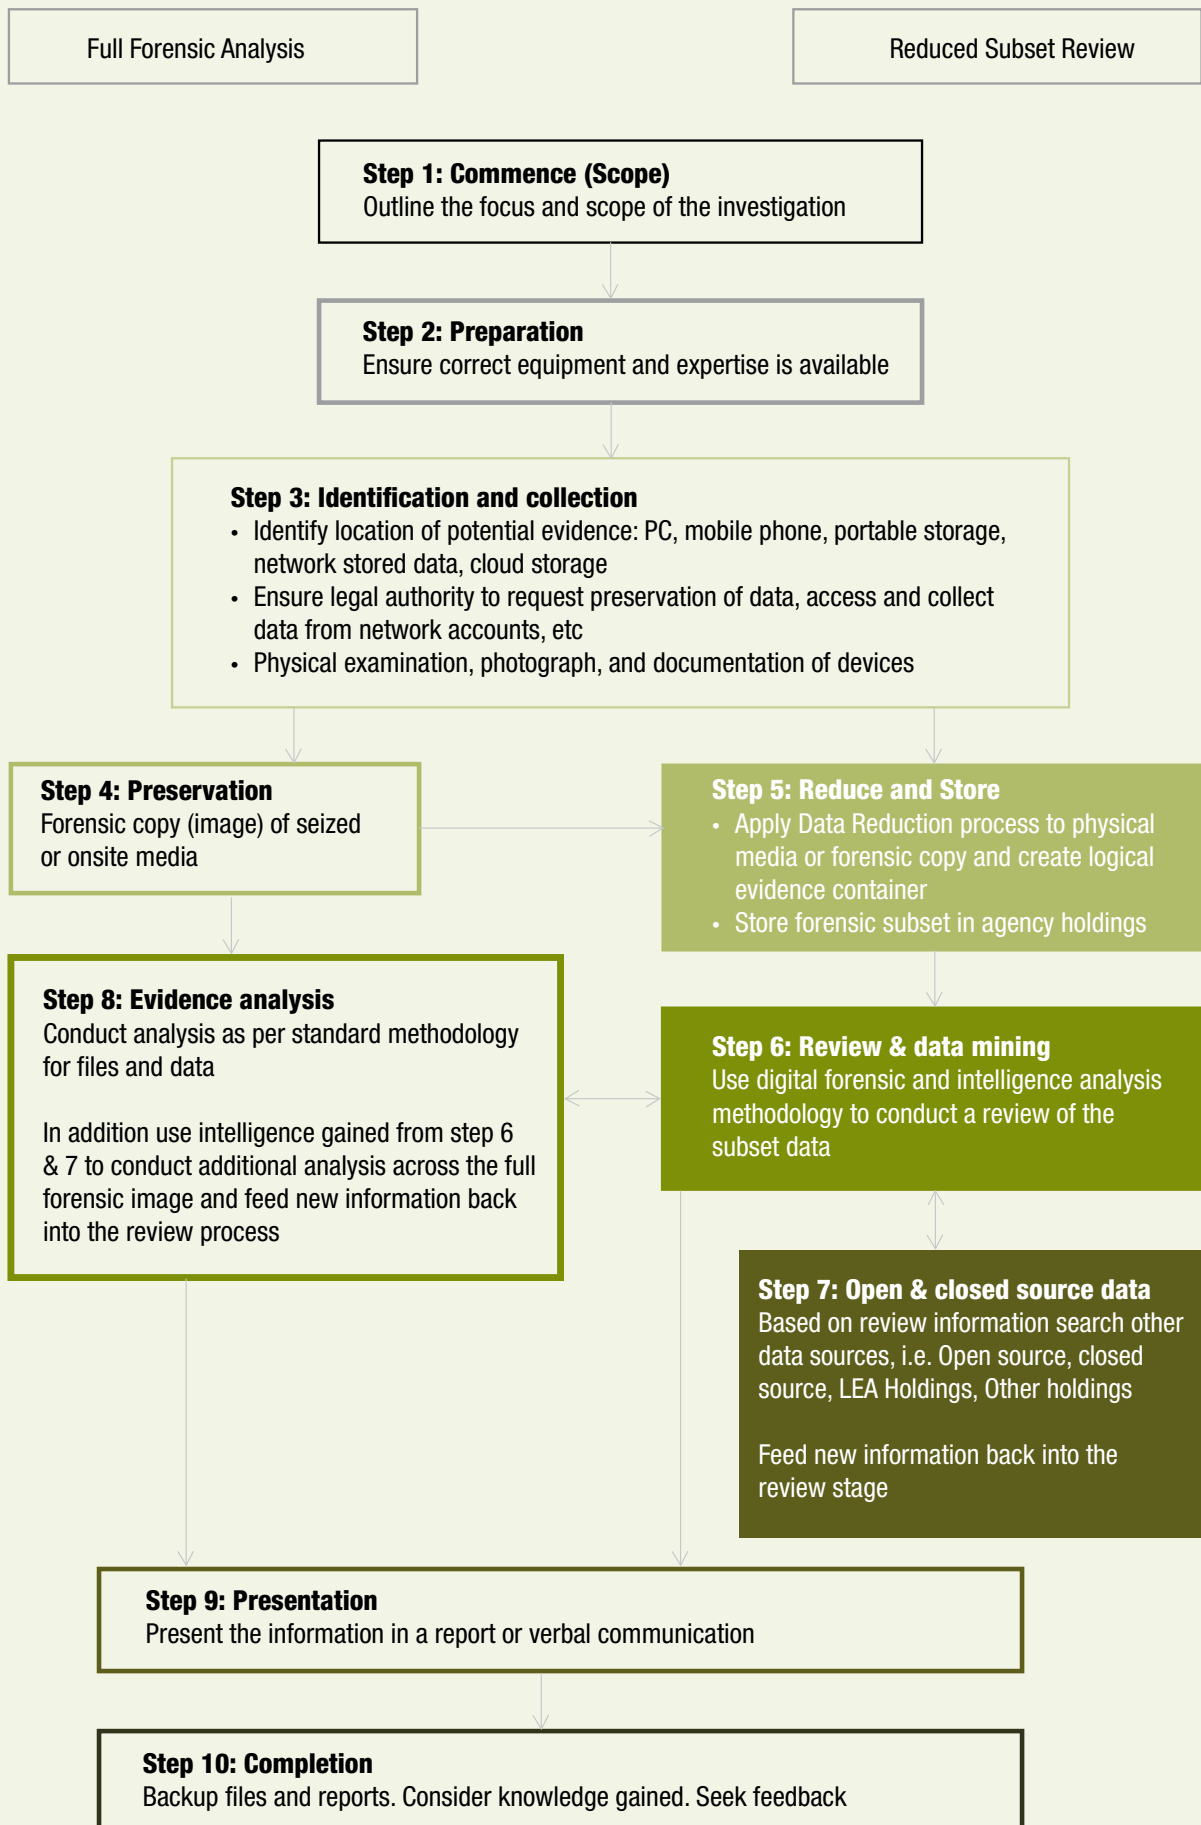 Full Forensic Analysis
Reduced Subset Review
Step 1: Commence (Scope)
Outline the focus and scope of the investigation
Step 2: Preparation
Ensure correct equipment and expertise is available
Step 3: Identification and collection
• Identify location of potential evidence: PC, mobile phone, portable storage,
network stored data, cloud storage
• Ensure legal authority to request preservation of data, access and collect
data from network accounts, etc
• Physical examination, photograph, and documentation of devices
Step 4: Preservation
Forensic copy (image) of seized
or onsite media
Step 5: Reduce and Store
• Apply Data Reduction process to physical
media or forensic copy and create logical
evidence container
• Store forensic subset in agency holdings
Step 8: Evidence analysis
Conduct analysis as per standard methodology
for files and data
In addition use intelligence gained from step 6
& 7 to conduct additional analysis across the full
forensic image and feed new information back
into the review process
Step 6: Review & data mining
Use digital forensic and intelligence analysis
methodology to conduct a review of the
subset data
Step 7: Open & closed source data
Based on review information search other
data sources, i.e. Open source, closed
source, LEA Holdings, Other holdings
Feed new information back into the
review stage
Step 9: Presentation
Present the information in a report or verbal communication
Step 10: Completion
Backup files and reports. Consider knowledge gained. Seek feedback